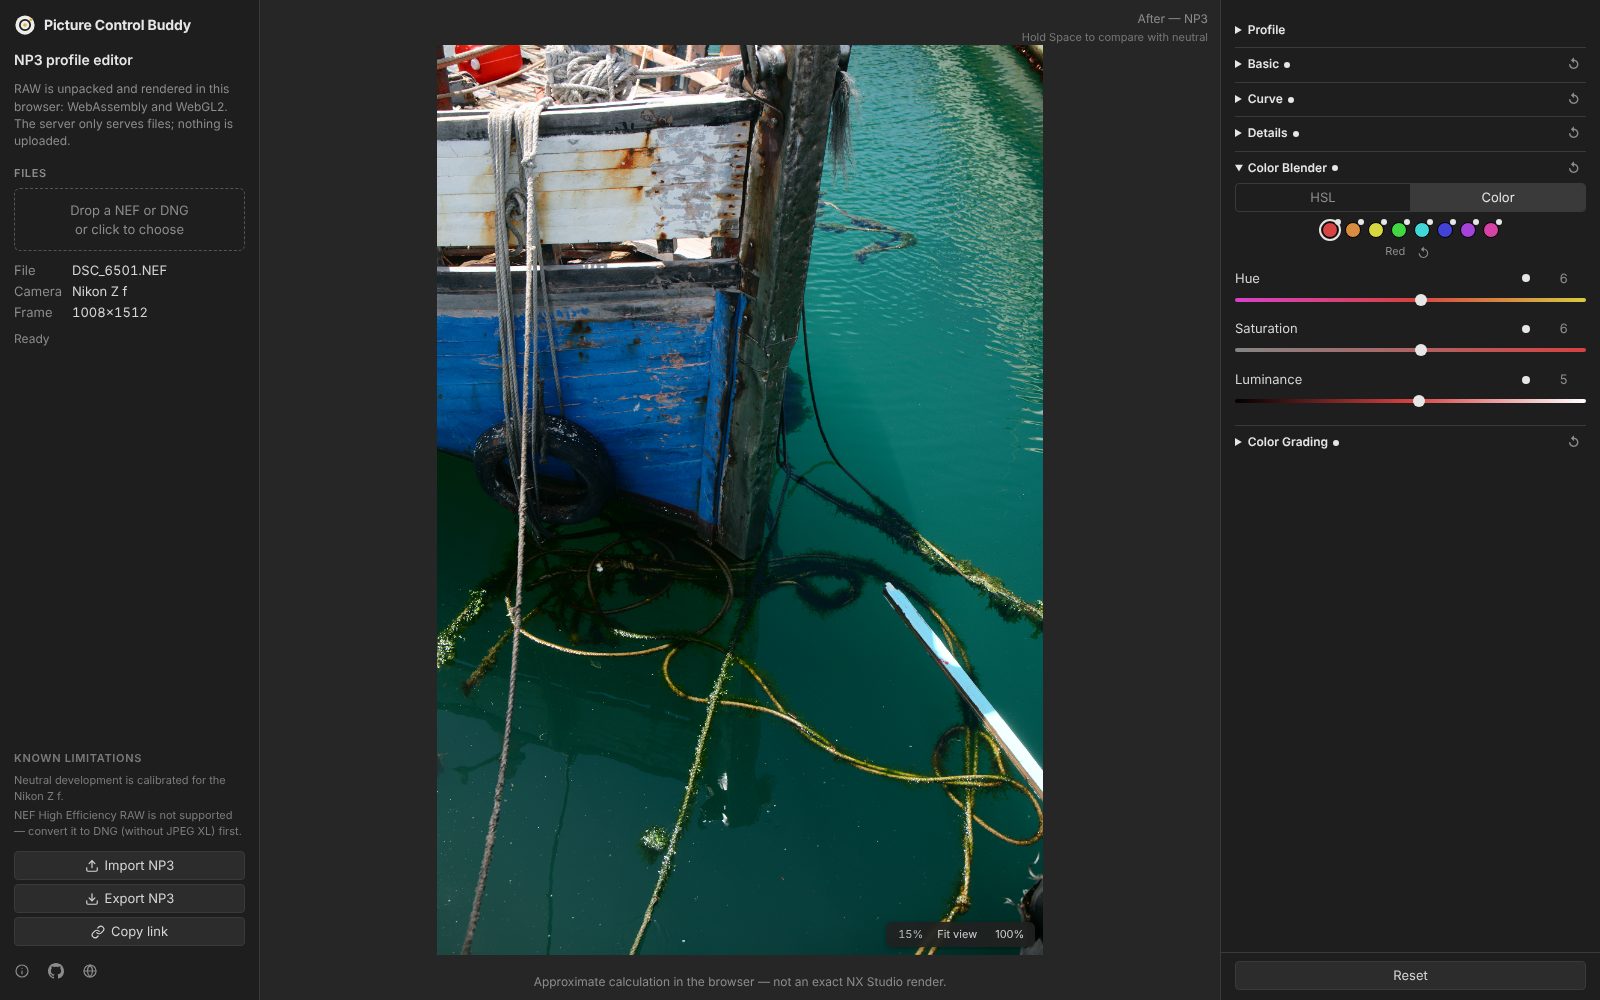 Picture Control Buddy
NP3 profile editor
RAW is unpacked and rendered in this
browser: WebAssembly and WebGL2.
The server only serves files; nothing is
uploaded.
FILES
Drop a NEF or DNG
or click to choose
File DSC_6501.NEF
Camera Nikon Z f
Frame 1008×1512
Ready
KNOWN LIMITATIONS
Neutral development is calibrated for the
Nikon Z f.
NEF High Efficiency RAW is not supported
— convert it to DNG (without JPEG XL) first.
Import NP3
Export NP3
Copy link
After — NP3
Hold Space to compare with neutral
15% Fit view 100%
Approximate calculation in the browser — not an exact NX Studio render.
Profile
Basic
Curve
Details
Color Blender
HSL Color
Red
Hue 6
Saturation 6
Luminance 5
Color Grading
Reset